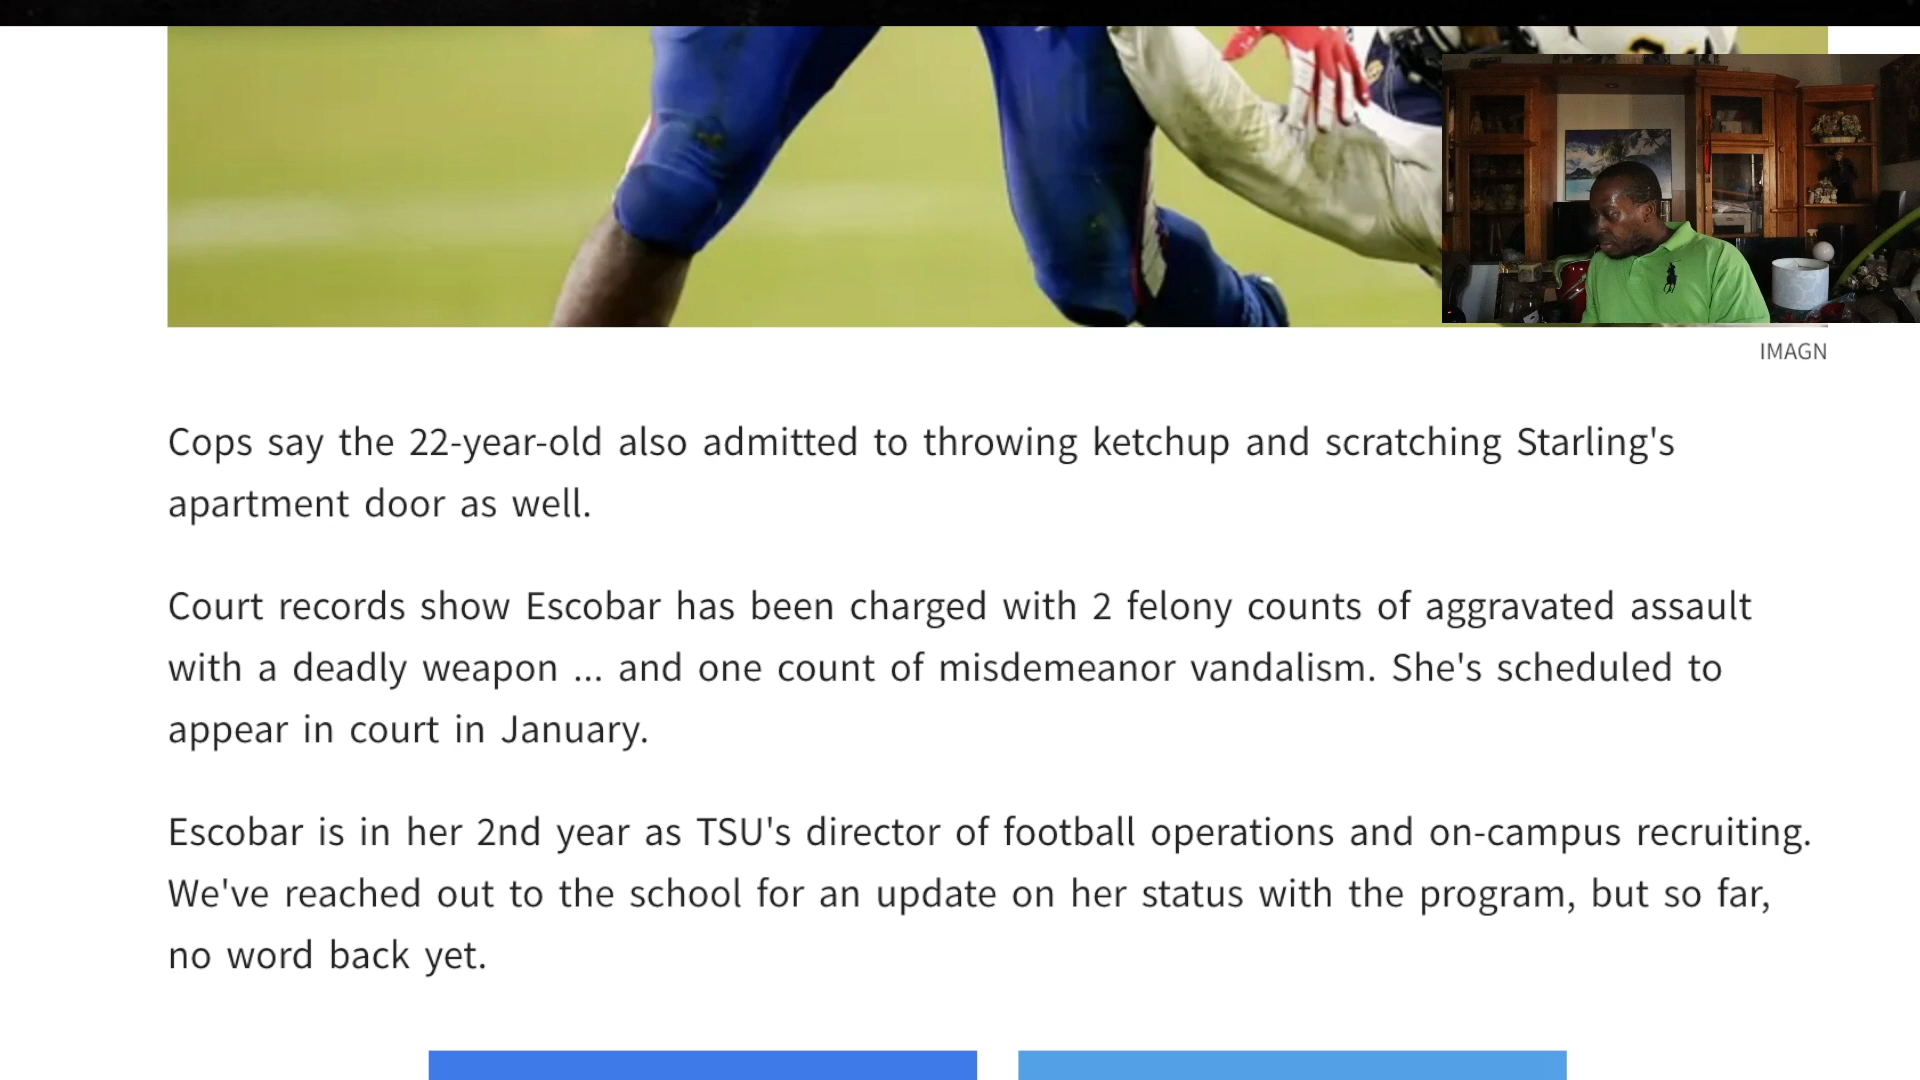 IMAGN
Cops say the 22-year-old also admitted to throwing ketchup and scratching Starling's
apartment door as well.
Court records show Escobar has been charged with 2 felony counts of aggravated assault
with a deadly weapon ... and one count of misdemeanor vandalism. She's scheduled to
appear in court in January.
Escobar is in her 2nd year as TSU's director of football operations and on-campus recruiting.
We've reached out to the school for an update on her status with the program, but so far,
no word back yet.